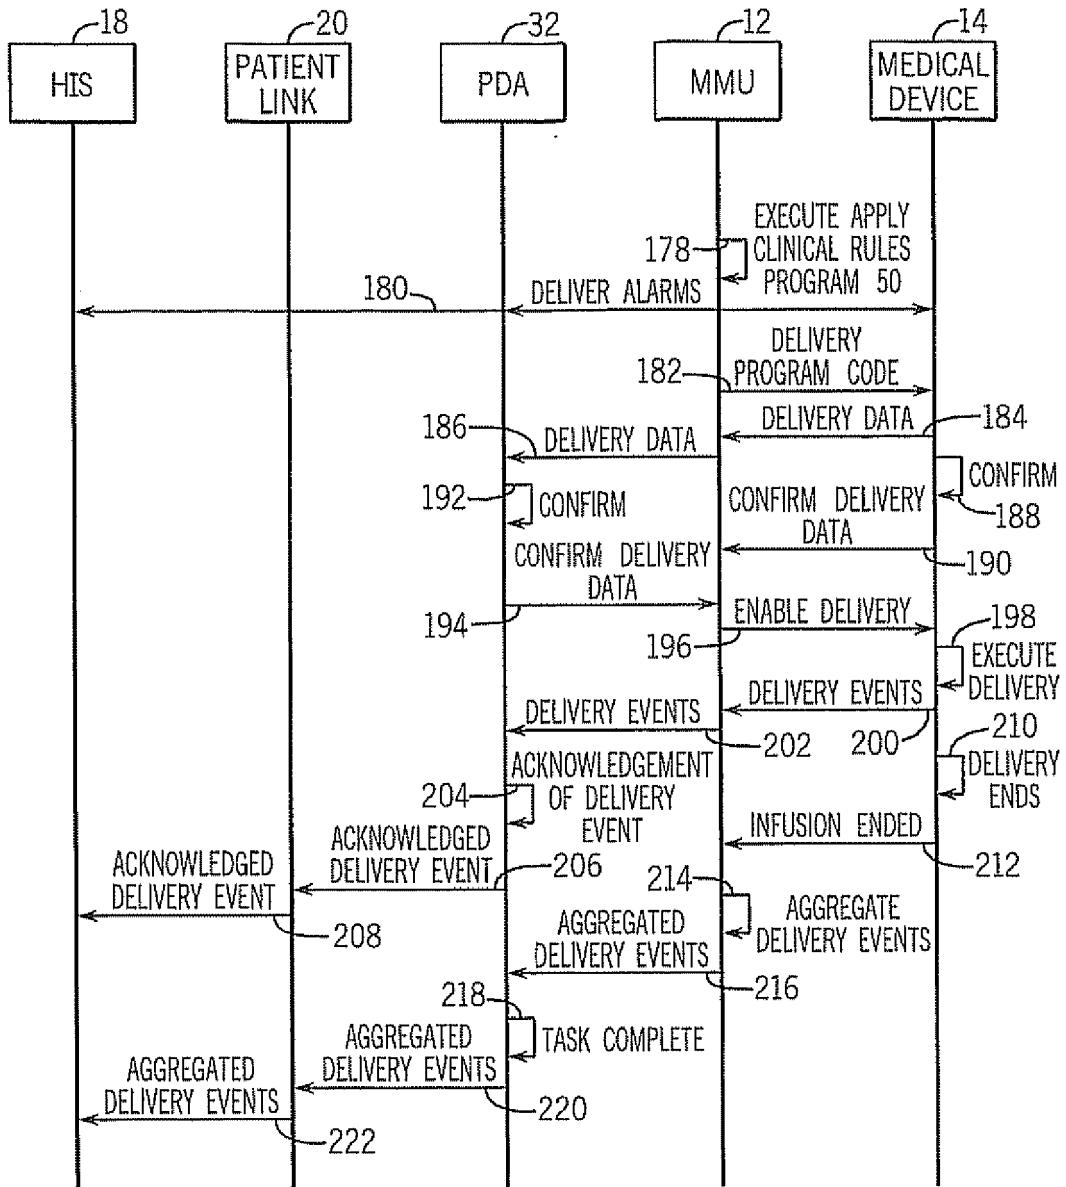 18
20
32
12
14
HIS
PATIENT
LINK
PDA
MMU
MEDICAL
DEVICE
178
EXECUTE APPLY
CLINICAL RULES
PROGRAM 50
180
DELIVER ALARMS
182
DELIVERY
PROGRAM CODE
DELIVERY DATA
184
186
DELIVERY DATA
192
CONFIRM
CONFIRM
188
CONFIRM DELIVERY
DATA
190
CONFIRM DELIVERY
DATA
194
ENABLE DELIVERY
196
198
EXECUTE
DELIVERY
DELIVERY EVENTS
200
DELIVERY EVENTS
202
210
DELIVERY
ENDS
204
ACKNOWLEDGEMENT
OF DELIVERY
EVENT
INFUSION ENDED
212
ACKNOWLEDGED
DELIVERY EVENT
206
ACKNOWLEDGED
DELIVERY EVENT
208
214
AGGREGATE
DELIVERY EVENTS
AGGREGATED
DELIVERY EVENTS
216
218
TASK COMPLETE
AGGREGATED
DELIVERY EVENTS
220
AGGREGATED
DELIVERY EVENTS
222